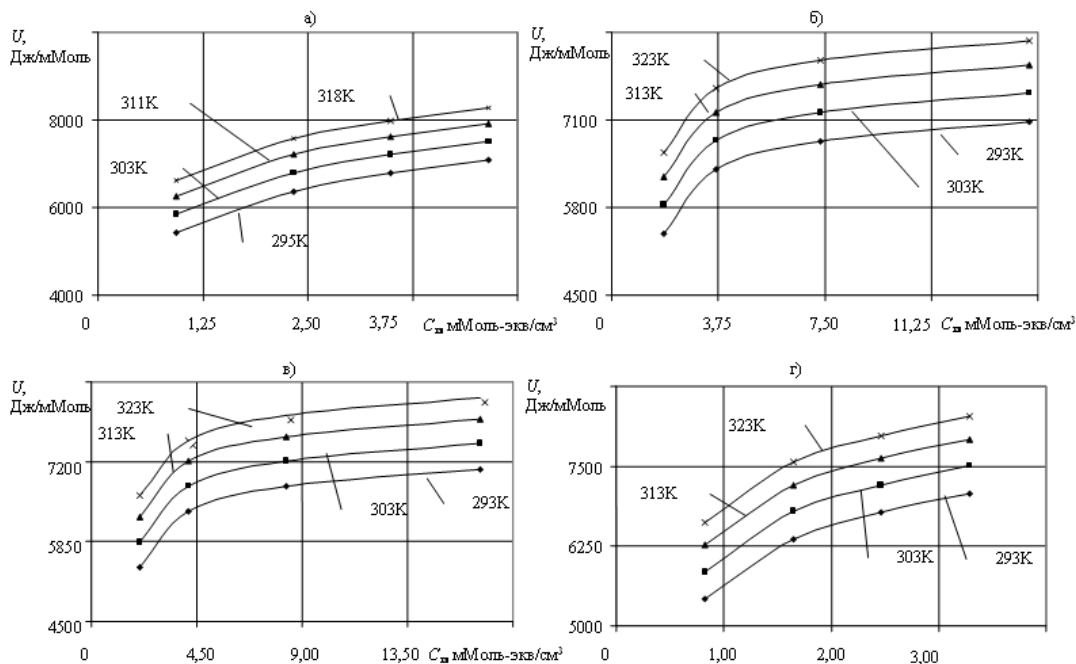 а)
U,
Дж/мМоль
8000
6000
4000
311K
318K
303K
295K
0 1,25 2,50 3,75 Cэл мМоль-экв/см³
б)
U,
Дж/мМоль
7100
5800
4500
323K
313K
293K
303K
0 3,75 7,50 11,25 Cэл мМоль-экв/см³
в)
U,
Дж/мМоль
7200
5850
4500
323K
313K
303K
293K
0 4,50 9,00 13,50 Cэл мМоль-экв/см³
г)
U,
Дж/мМоль
7500
6250
5000
323K
313K
303K
293K
0 1,00 2,00 3,00